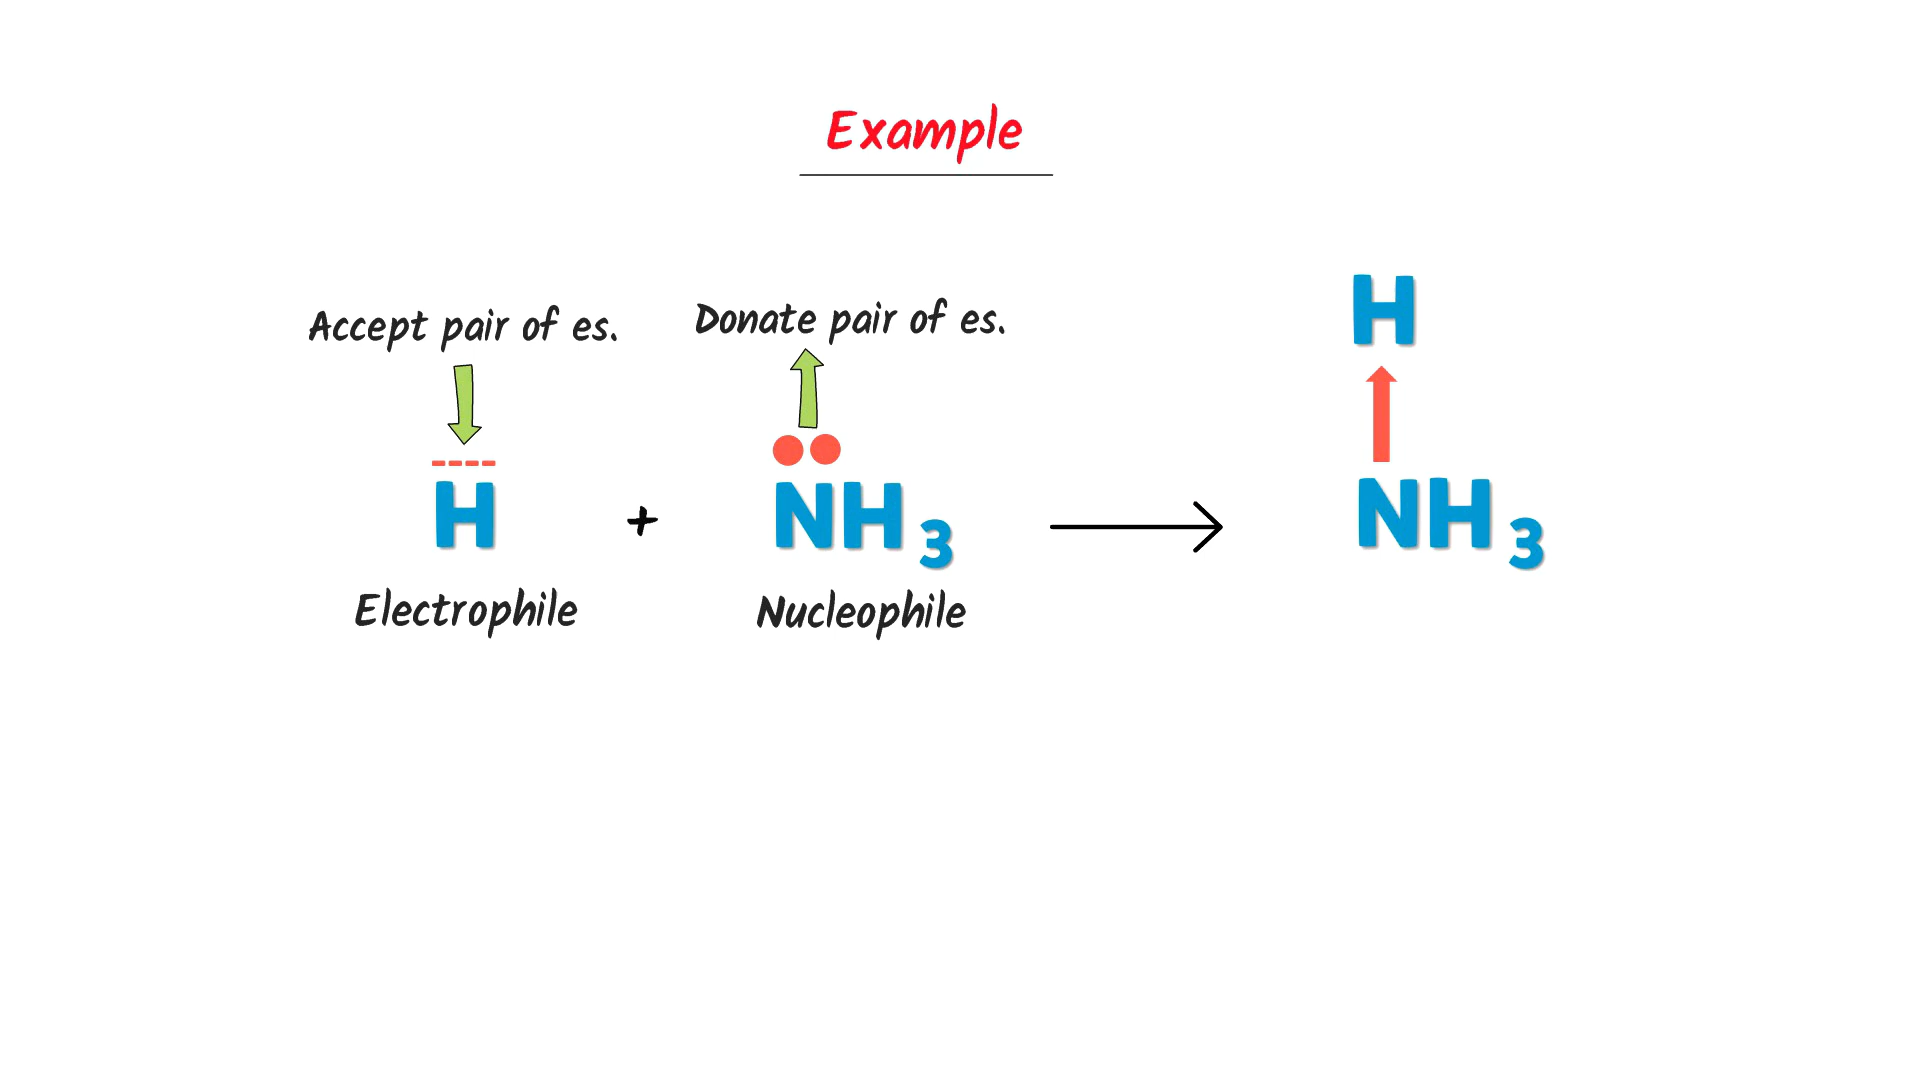 Example
Accept pair of es.
Donate pair of es.
H
H + NH3 NH3
Electrophile
Nucleophile